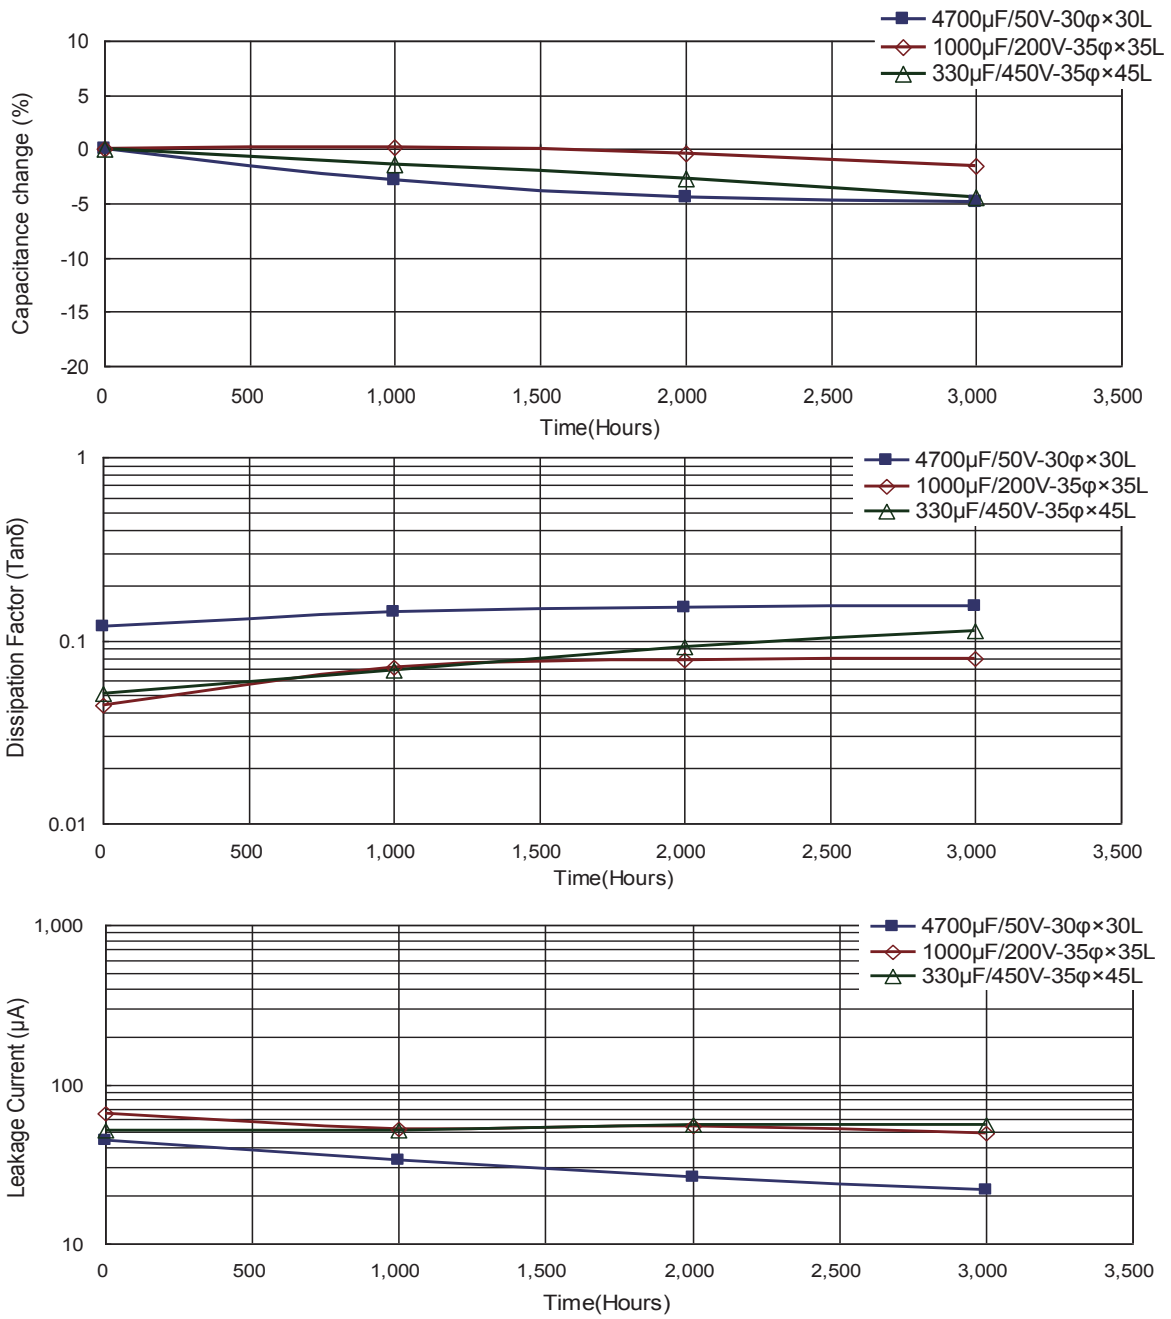 4700µF/50V-30φ×30L
1000µF/200V-35φ×35L
330µF/450V-35φ×45L
Capacitance change (%)
10
5
0
-5
-10
-15
-20
0 500 1,000 1,500 2,000 2,500 3,000 3,500
Time(Hours)
4700µF/50V-30φ×30L
1000µF/200V-35φ×35L
330µF/450V-35φ×45L
Dissipation Factor (Tanδ)
1
0.1
0.01
0 500 1,000 1,500 2,000 2,500 3,000 3,500
Time(Hours)
4700µF/50V-30φ×30L
1000µF/200V-35φ×35L
330µF/450V-35φ×45L
Leakage Current (µA)
1,000
100
10
0 500 1,000 1,500 2,000 2,500 3,000 3,500
Time(Hours)